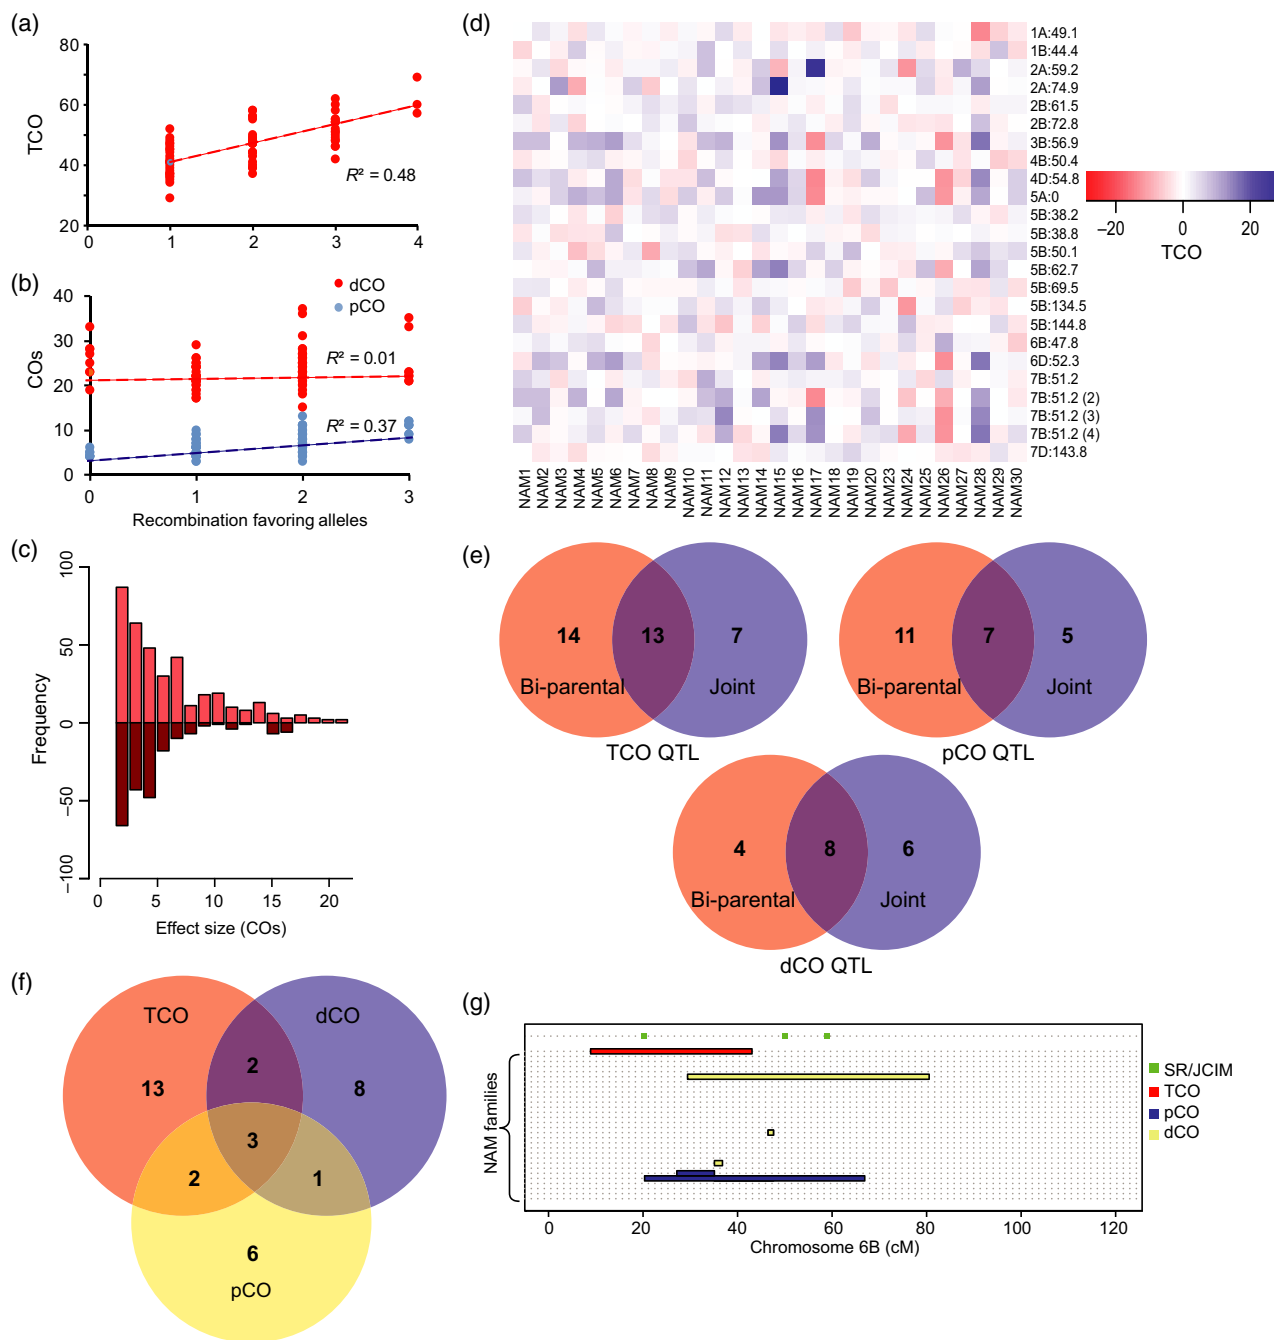 (a)
80
60
40
20
TCO
R² = 0.48
0 1 2 3 4
(b)
dCO
pCO
40
30
20
10
0
COs
R² = 0.01
R² = 0.37
0 1 2 3
Recombination favoring alleles
(c)
100
50
0
−50
−100
Frequency
0 5 10 15 20
Effect size (COs)
(d)
1A:49.1
1B:44.4
2A:59.2
2A:74.9
2B:61.5
2B:72.8
3B:56.9
4B:50.4
4D:54.8
5A:0
5B:38.2
5B:38.8
5B:50.1
5B:62.7
5B:69.5
5B:134.5
5B:144.8
6B:47.8
6D:52.3
7B:51.2
7B:51.2 (2)
7B:51.2 (3)
7B:51.2 (4)
7D:143.8
NAM1 NAM2 NAM3 NAM4 NAM5 NAM6 NAM7 NAM8 NAM9 NAM10 NAM11 NAM12 NAM13 NAM14 NAM15 NAM16 NAM17 NAM18 NAM19 NAM20 NAM23 NAM24 NAM25 NAM26 NAM27 NAM28 NAM29 NAM30
−20 0 20
TCO
(e)
14 13 7
Bi-parental Joint
TCO QTL
11 7 5
Bi-parental Joint
pCO QTL
4 8 6
Bi-parental Joint
dCO QTL
(f)
TCO dCO
2
13 8
3
2 1
6
pCO
(g)
NAM families
SR/JCIM
TCO
pCO
dCO
0 20 40 60 80 100 120
Chromosome 6B (cM)